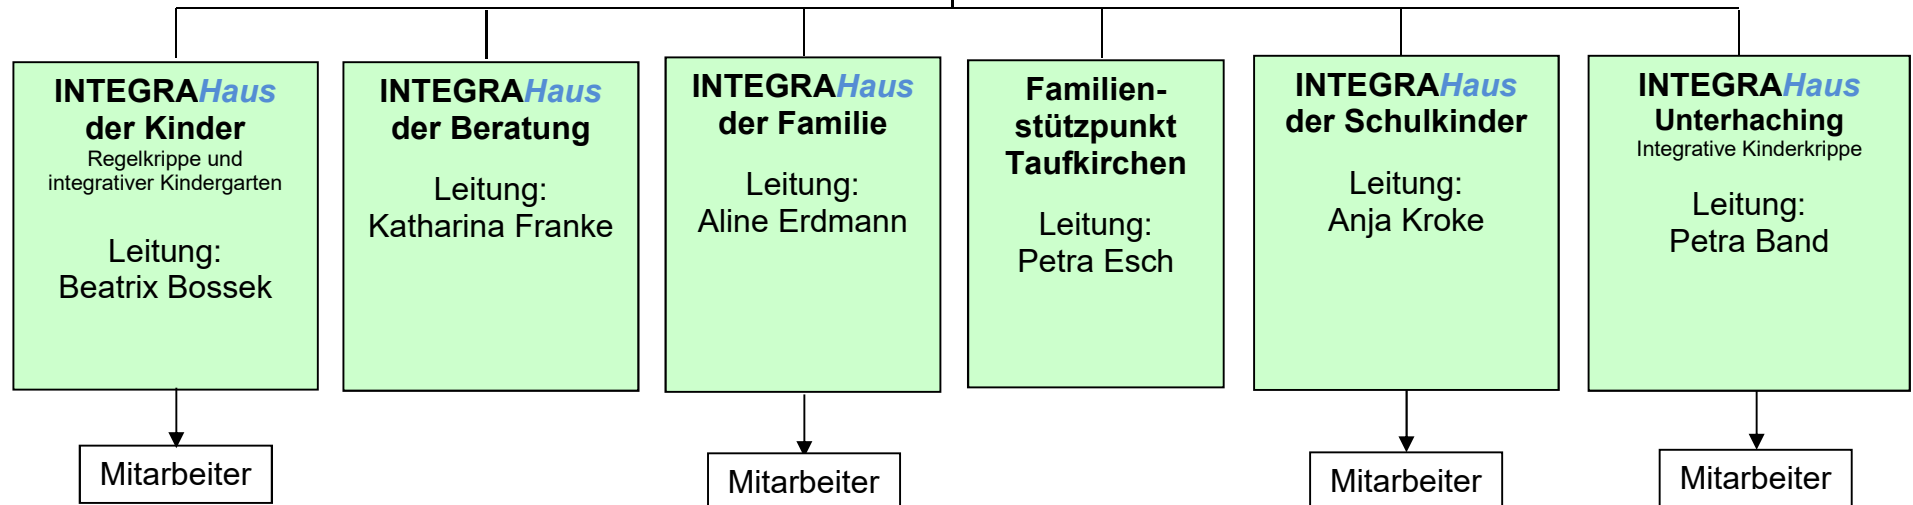 INTEGRAHaus
der Kinder
Regelkrippe und
integrativer Kindergarten
Leitung:
Beatrix Bossek
INTEGRAHaus
der Beratung
Leitung:
Katharina Franke
INTEGRAHaus
der Familie
Leitung:
Aline Erdmann
Familien-
stützpunkt
Taufkirchen
Leitung:
Petra Esch
INTEGRAHaus
der Schulkinder
Leitung:
Anja Kroke
INTEGRAHaus
Unterhaching
Integrative Kinderkrippe
Leitung:
Petra Band
Mitarbeiter
Mitarbeiter
Mitarbeiter
Mitarbeiter